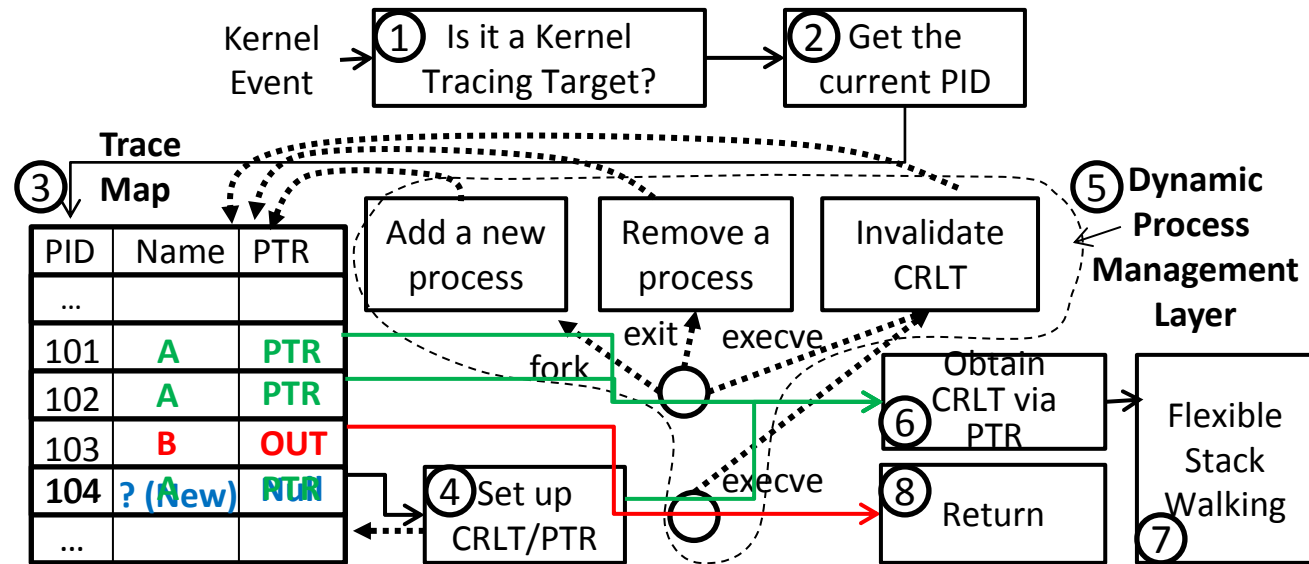 Kernel
Event
1
Is it a Kernel
Tracing Target?
2
Get the
current PID
3
Trace
Map
PID Name PTR
...
101 A PTR
102 A PTR
103 B OUT
104 ? (New) A Null PTR
...
Add a new
process
Remove a
process
Invalidate
CRLT
5
Dynamic
Process
Management
Layer
fork
exit
execve
4
Set up
CRLT/PTR
execve
6
Obtain
CRLT via
PTR
8
Return
Flexible
Stack
Walking
7